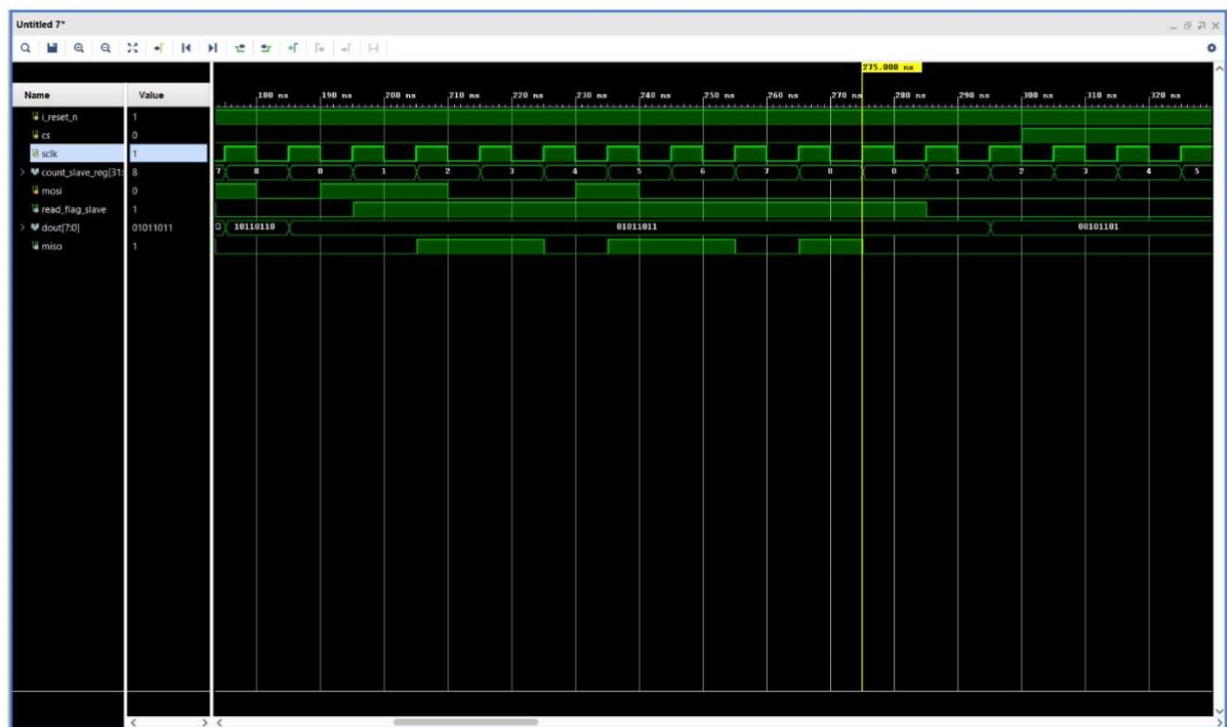 Untitled 7*
275.000 ns
Name Value
180 ns 190 ns 200 ns 210 ns 220 ns 230 ns 240 ns 250 ns 260 ns 270 ns 280 ns 290 ns 300 ns 310 ns 320 ns
i_reset_n 1
cs 0
sclk 1
count_slave_reg[31: 8 7 8 0 1 2 3 4 5 6 7 8 0 1 2 3 4 5
mosi 0
read_flag_slave 1
dout[7:0] 01011011 10110110 01011011 00101101
miso 1